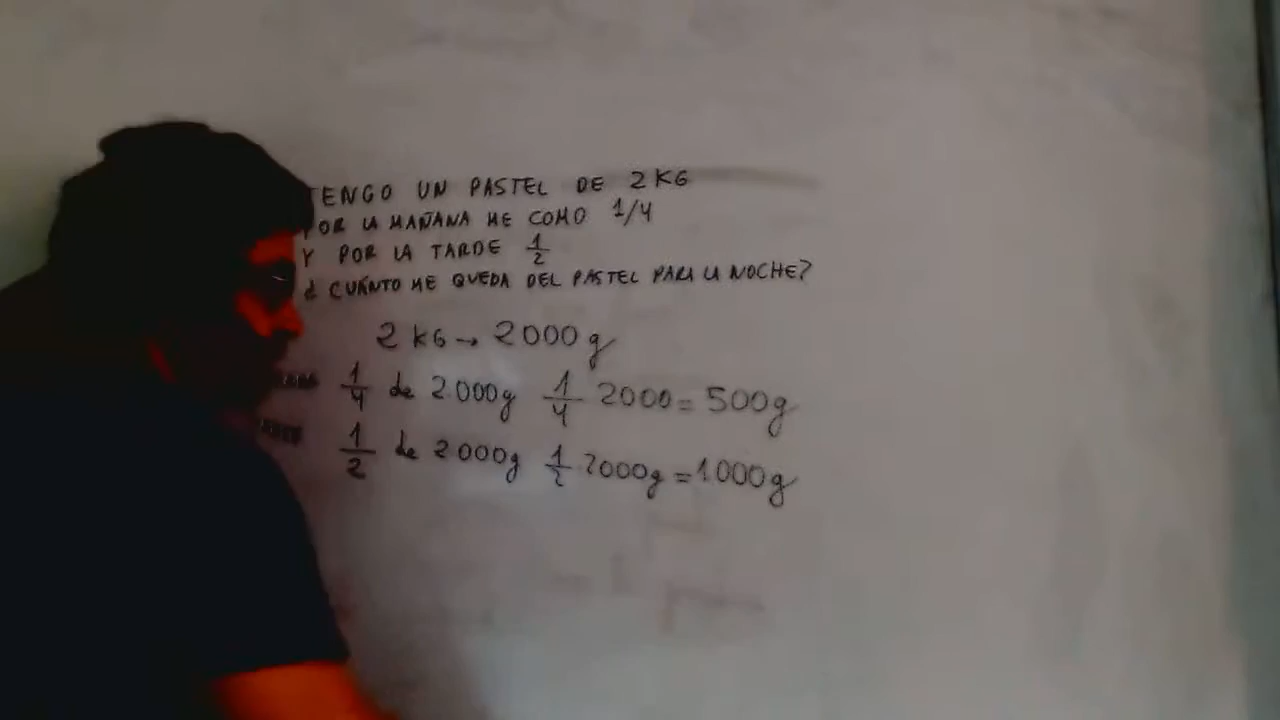 TENGO UN PASTEL DE 2 KG
POR LA MAÑANA ME COMO 1/4
Y POR LA TARDE 1/2
¿ CUÁNTO ME QUEDA DEL PASTEL PARA LA NOCHE?
2 KG → 2000 g
1/4 de 2.000g 1/4 2000 = 500g
1/2 de 2000g 1/2 2000g = 1000g